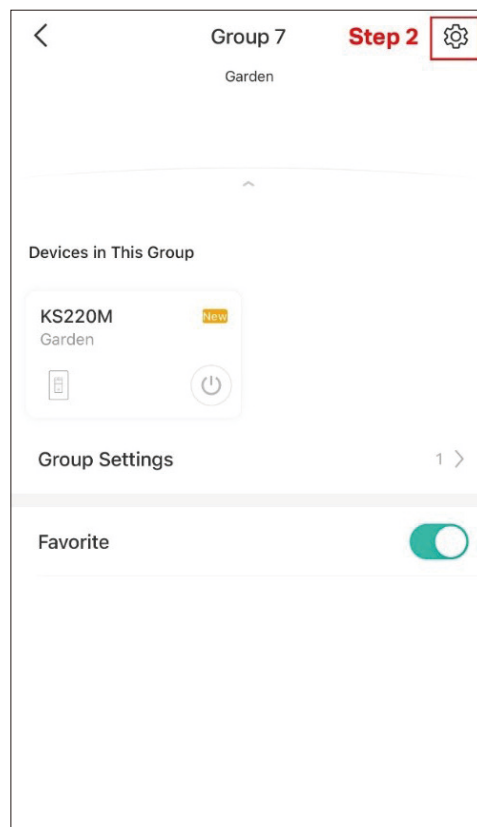 Group 7 Step 2
Garden
Devices in This Group
KS220M New
Garden
Group Settings 1
Favorite